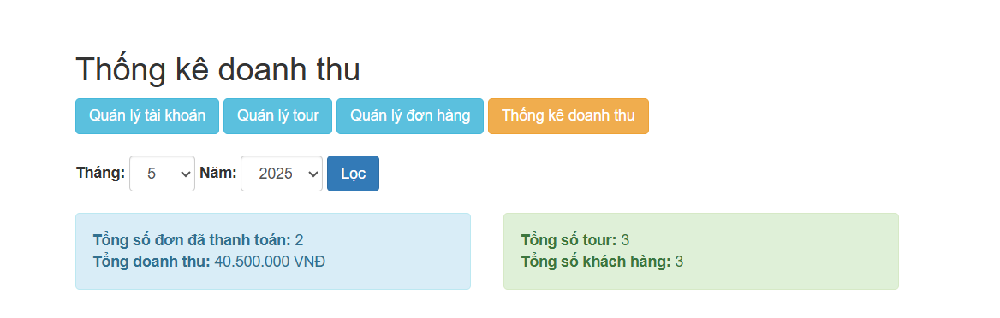 Thống kê doanh thu
Quản lý tài khoản Quản lý tour Quản lý đơn hàng Thống kê doanh thu
Tháng: 5 Năm: 2025 Lọc
Tổng số đơn đã thanh toán: 2
Tổng doanh thu: 40.500.000 VNĐ
Tổng số tour: 3
Tổng số khách hàng: 3